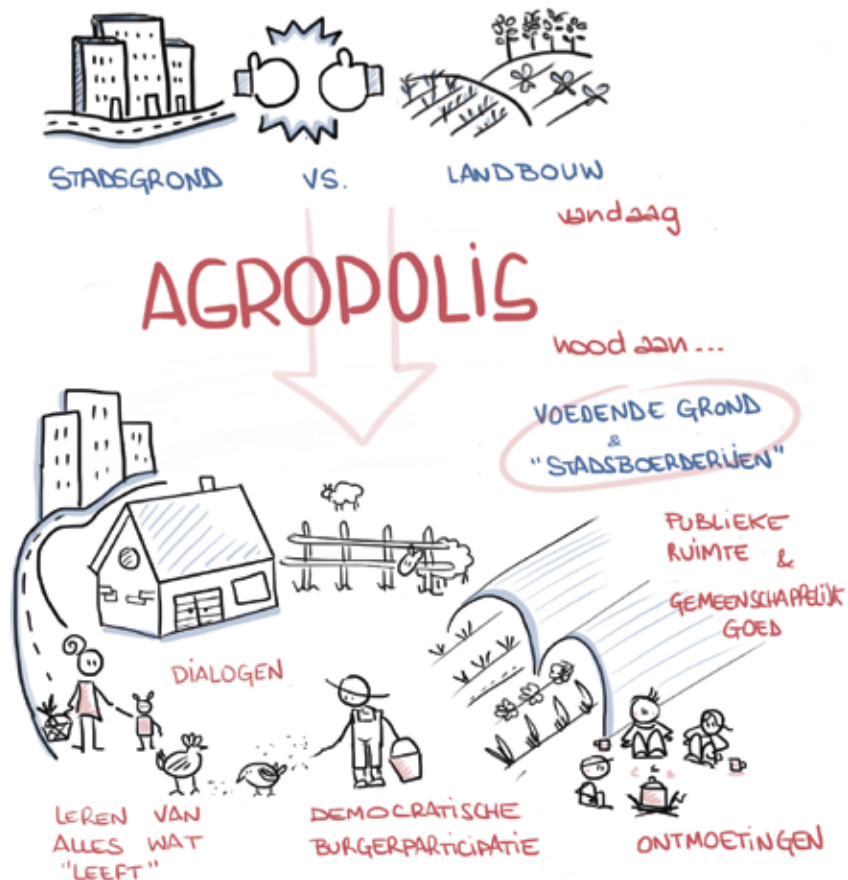 STADSGROND VS. LANDBOUW
vandaag
AGROPOLIS
nood aan...
VOEDENDE GROND
&
"STADSBOERDERIJEN"
PUBLIEKE
RUIMTE &
GEMEENSCHAPPELIJK
GOED
DIALOGEN
LEREN VAN
ALLES WAT
"LEEFT"
DEMOCRATISCHE
BURGERPARTICIPATIE
ONTMOETINGEN